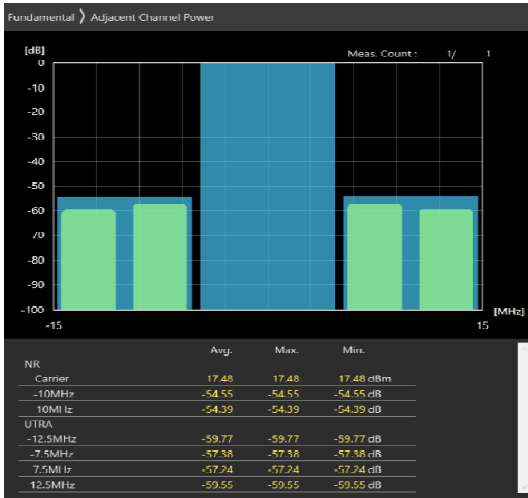 Fundamental 〉 Adjacent Channel Power
[dB]
Meas. Count : 1/ 1
0
-10
-20
-30
-40
-50
-60
-70
-80
-90
-100
[MHz]
-15 15
Avg. Max. Min.
NR
Carrier 17.48 17.48 17.48 dBm
-10MHz -54.55 -54.55 -54.55 dB
10MHz -54.39 -54.39 -54.39 dB
UTRA
-12.5MHz -59.77 -59.77 -59.77 dB
-7.5MHz -57.38 -57.38 -57.38 dB
7.5MHz -57.24 -57.24 -57.24 dB
12.5MHz -59.55 -59.55 -59.55 dB